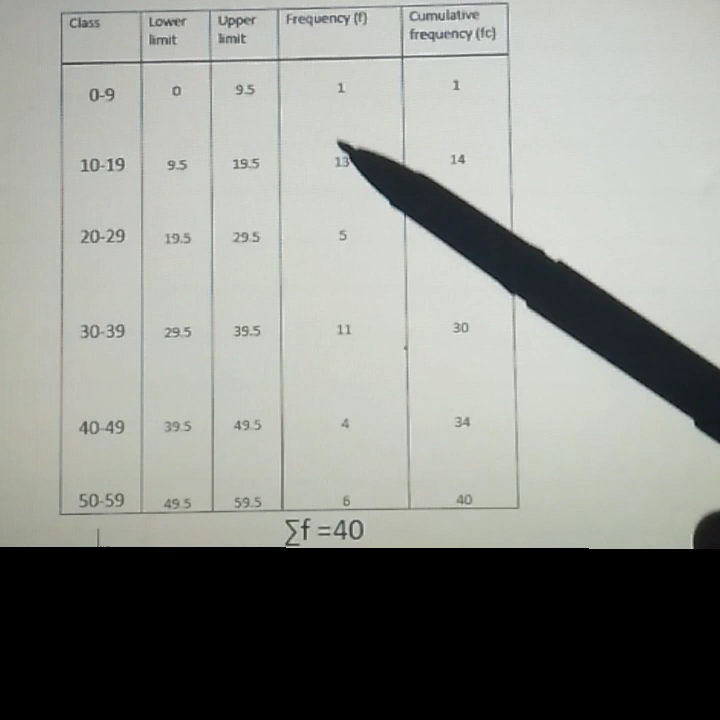 Class Lower limit Upper limit Frequency (f) Cumulative frequency (fc)
0-9 0 9.5 1 1
10-19 9.5 19.5 13 14
20-29 19.5 29.5 5
30-39 29.5 39.5 11 30
40-49 39.5 49.5 4 34
50-59 49.5 59.5 6 40
∑f =40